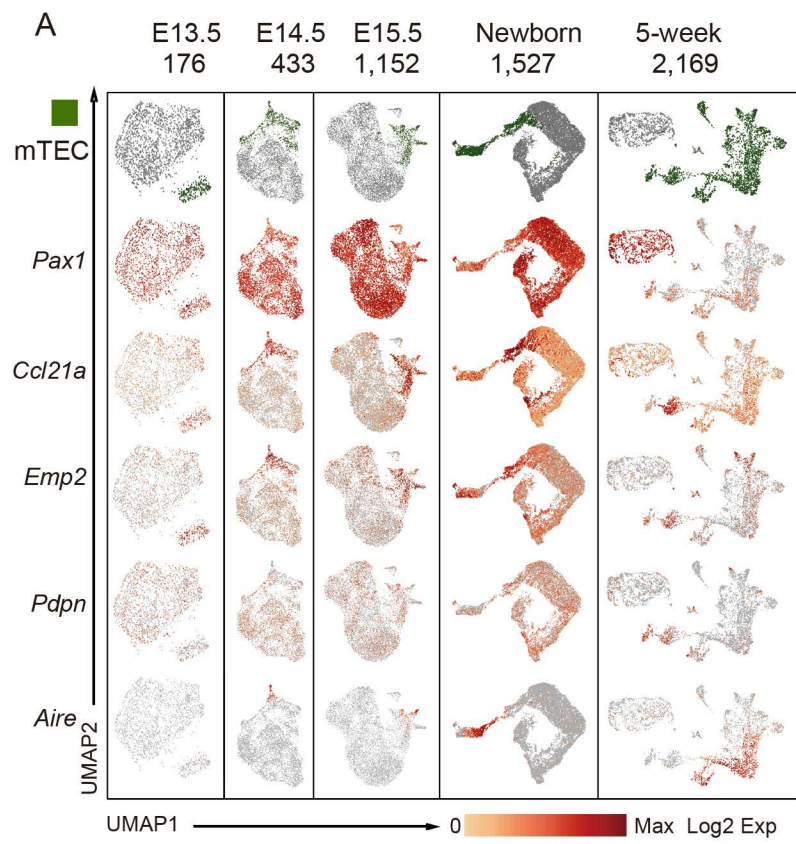 A
E13.5 E14.5 E15.5 Newborn 5-week
176 433 1,152 1,527 2,169
mTEC
Pax1
Ccl21a
Emp2
Pdpn
Aire
UMAP2
UMAP1 0 Max Log2 Exp